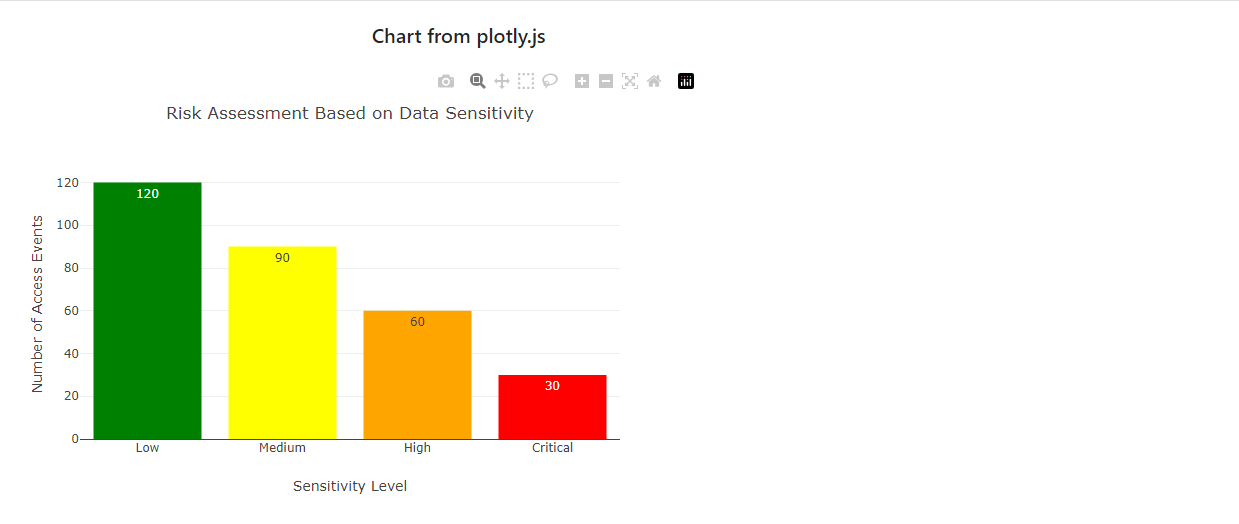 Chart from plotly.js
Risk Assessment Based on Data Sensitivity
120
100
80
60
40
20
0
Number of Access Events
120
90
60
30
Low
Medium
High
Critical
Sensitivity Level